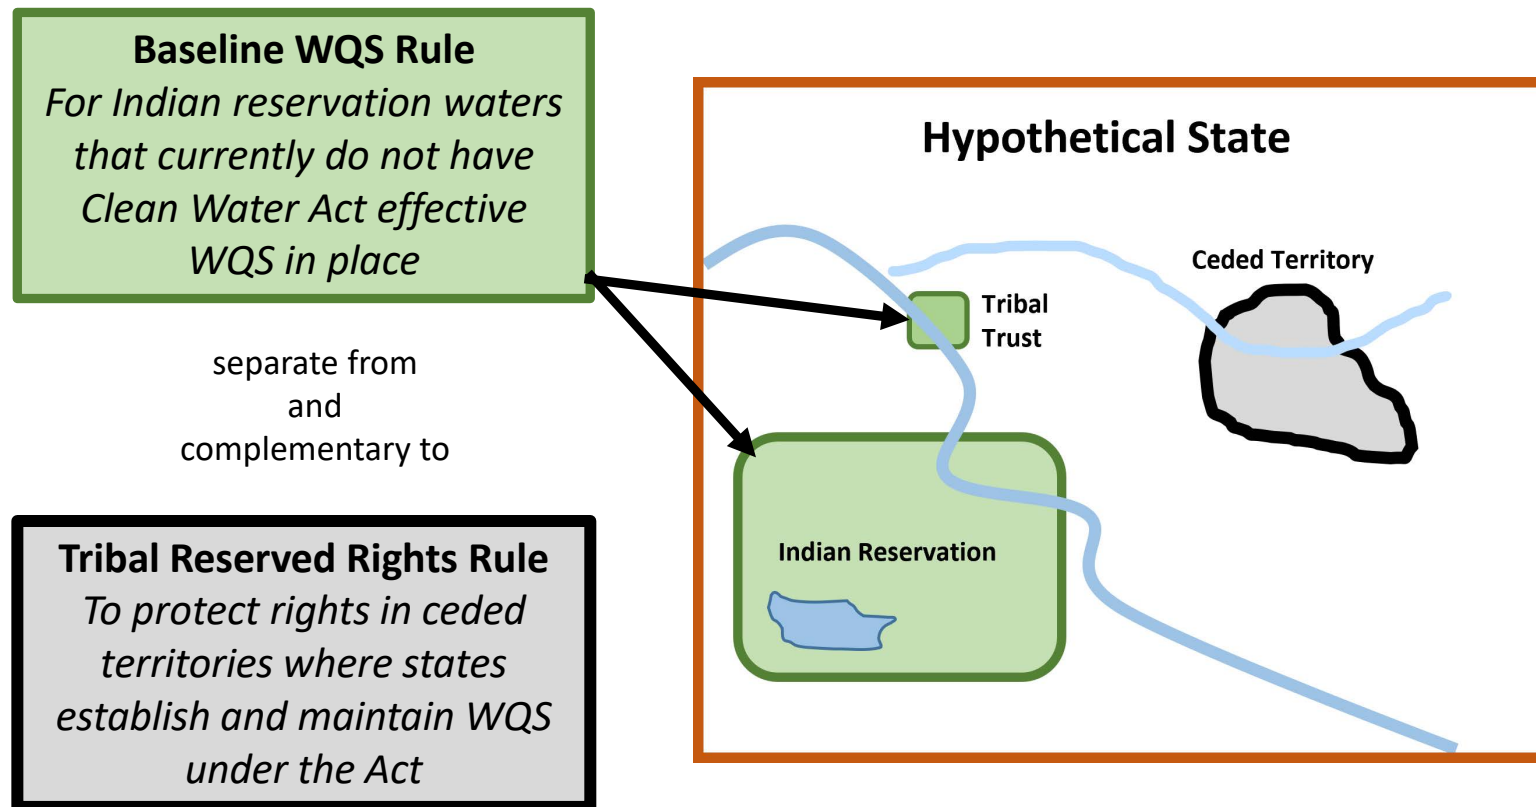 Baseline WQS Rule
For Indian reservation waters
that currently do not have
Clean Water Act effective
WQS in place
separate from
and
complementary to
Tribal Reserved Rights Rule
To protect rights in ceded
territories where states
establish and maintain WQS
under the Act
Hypothetical State
Ceded Territory
Tribal
Trust
Indian Reservation